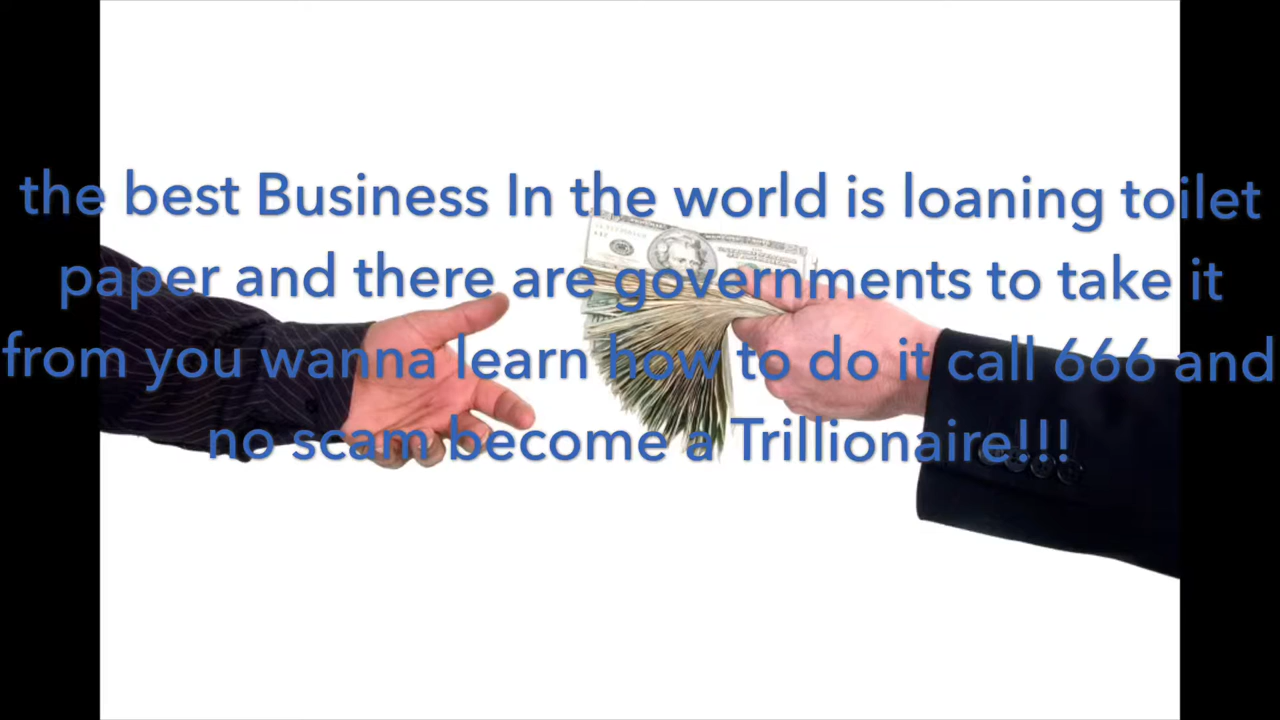 the best Business In the world is loaning toilet
paper and there are governments to take it
from you wanna learn how to do it call 666 and
no scam become a Trillionaire!!!